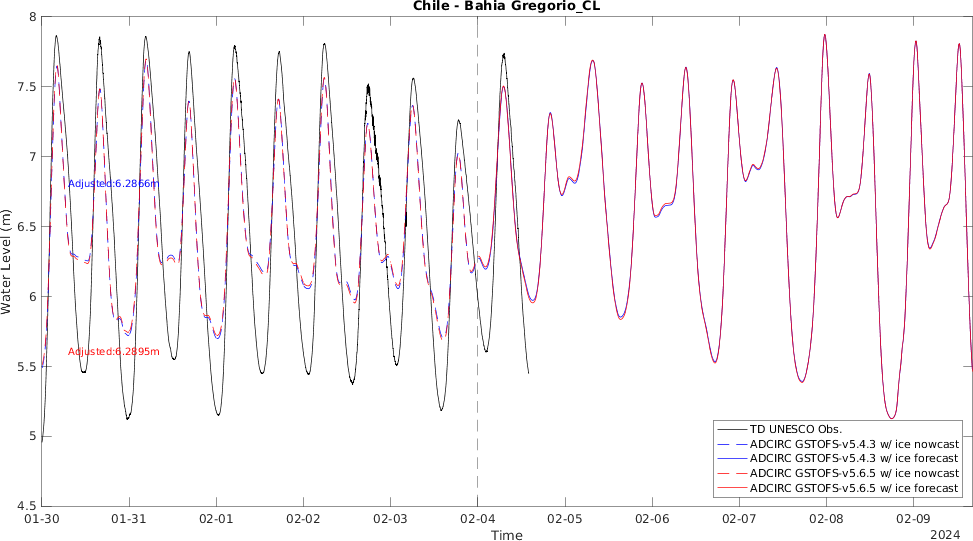 Chile - Bahia Gregorio_CL
8
7.5
7
6.5
6
5.5
5
4.5
Water Level (m)
Adjusted:6.2866m
Adjusted:6.2895m
TD UNESCO Obs.
ADCIRC GSTOFS-v5.4.3 w/ ice nowcast
ADCIRC GSTOFS-v5.4.3 w/ ice forecast
ADCIRC GSTOFS-v5.6.5 w/ ice nowcast
ADCIRC GSTOFS-v5.6.5 w/ ice forecast
01-30 01-31 02-01 02-02 02-03 02-04 02-05 02-06 02-07 02-08 02-09
Time
2024